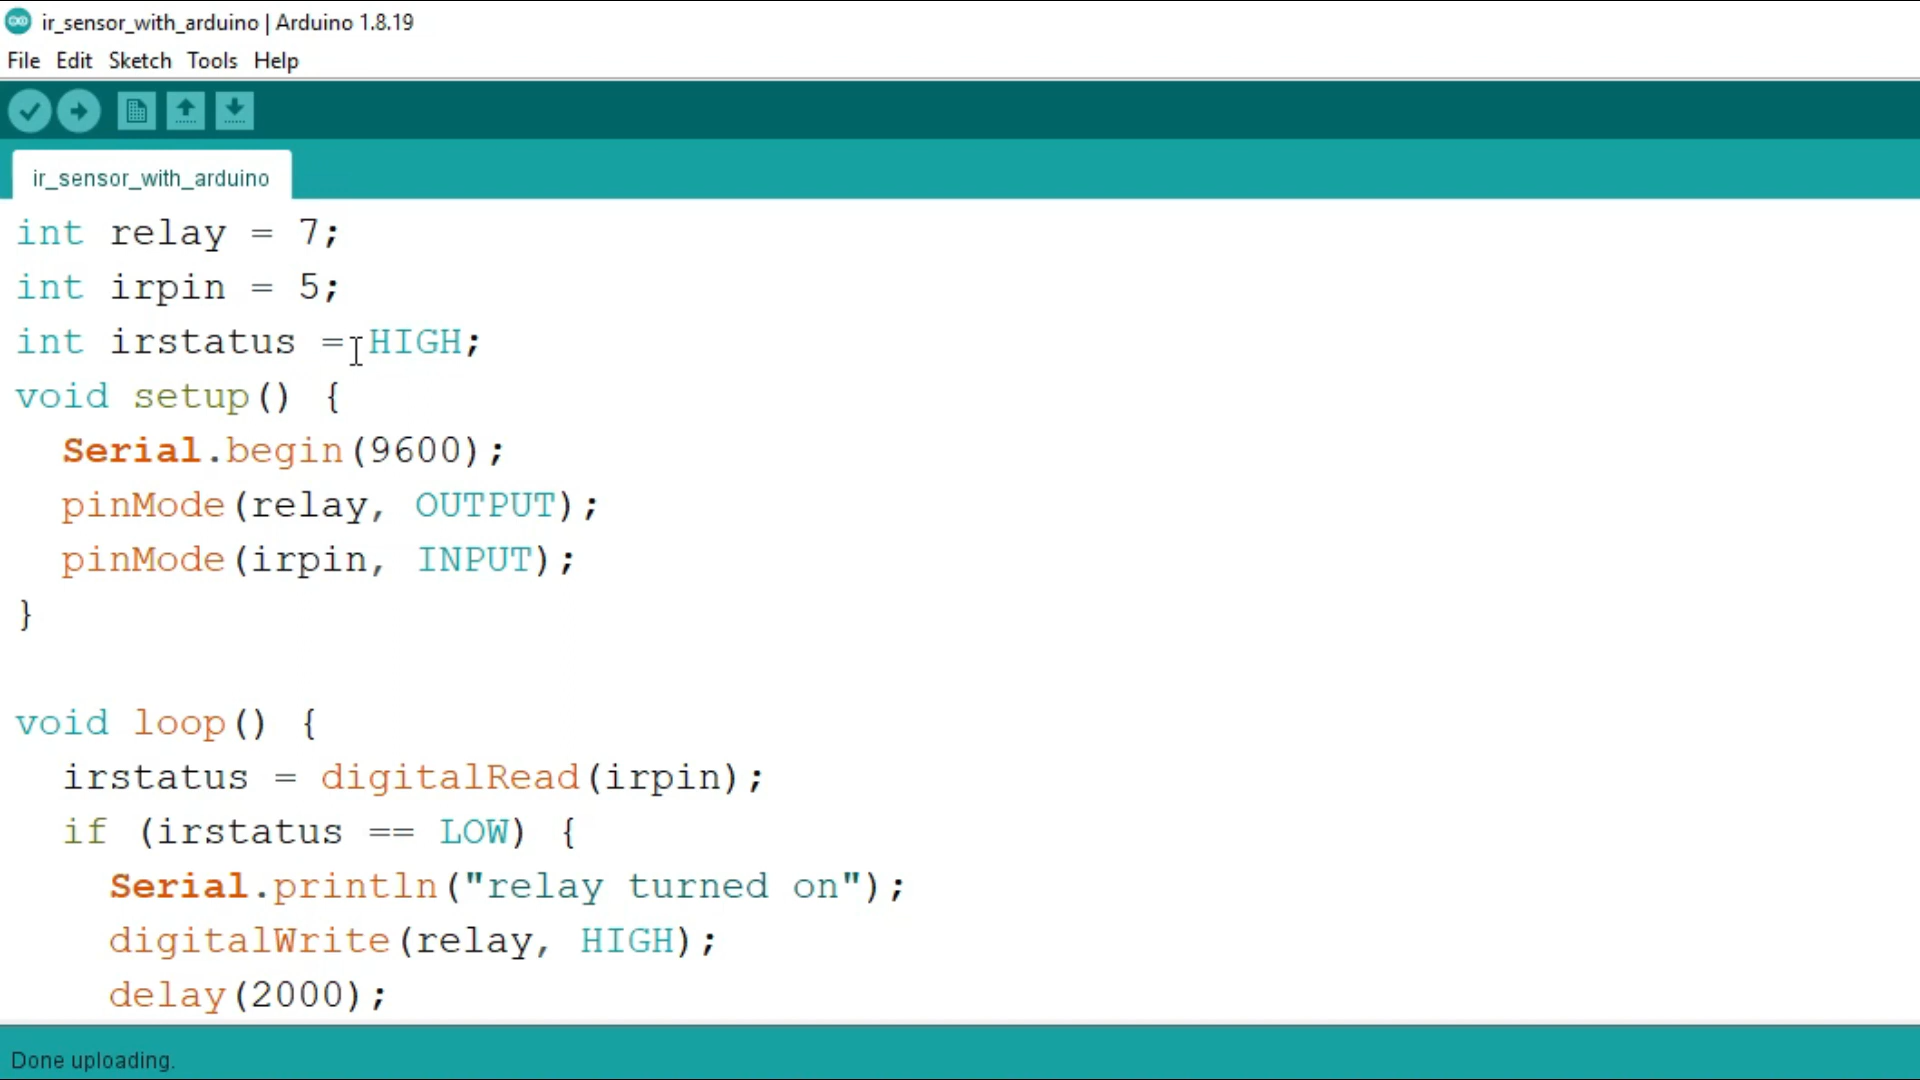 ir_sensor_with_arduino | Arduino 1.8.19
File Edit Sketch Tools Help
ir_sensor_with_arduino
int relay = 7;
int irpin = 5;
int irstatus = HIGH;
void setup() {
  Serial.begin(9600);
  pinMode(relay, OUTPUT);
  pinMode(irpin, INPUT);
}
void loop() {
  irstatus = digitalRead(irpin);
  if (irstatus == LOW) {
    Serial.println("relay turned on");
    digitalWrite(relay, HIGH);
    delay(2000);
Done uploading.